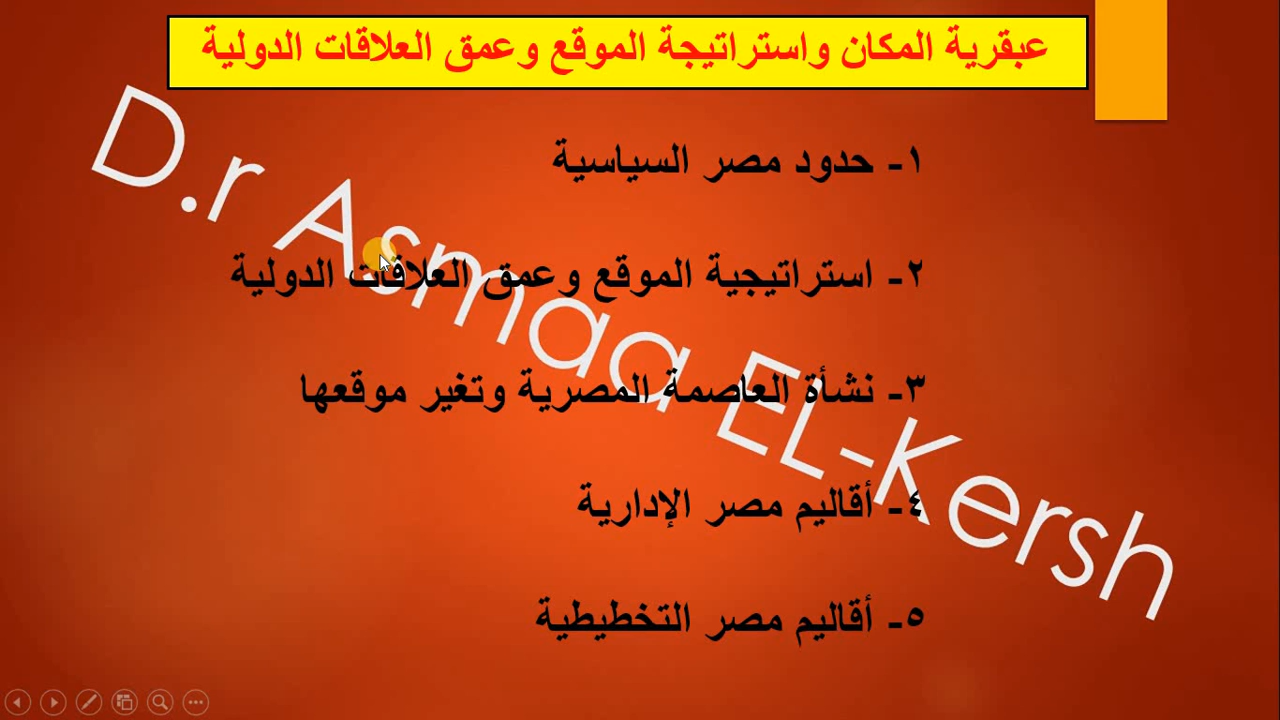 عبقرية المكان واستراتيجة الموقع وعمق العلاقات الدولية
١- حدود مصر السياسية
٢- استراتيجية الموقع وعمق العلاقات الدولية
٣- نشأة العاصمة المصرية وتغير موقعها
٤- أقاليم مصر الإدارية
٥- أقاليم مصر التخطيطية
D.r Asmaa EL-Kersh